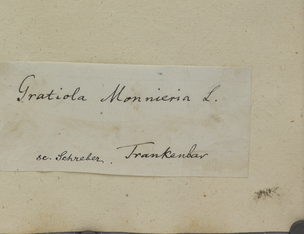 Gratiola Monnieria L.
sc. Schreber. Trankenbar